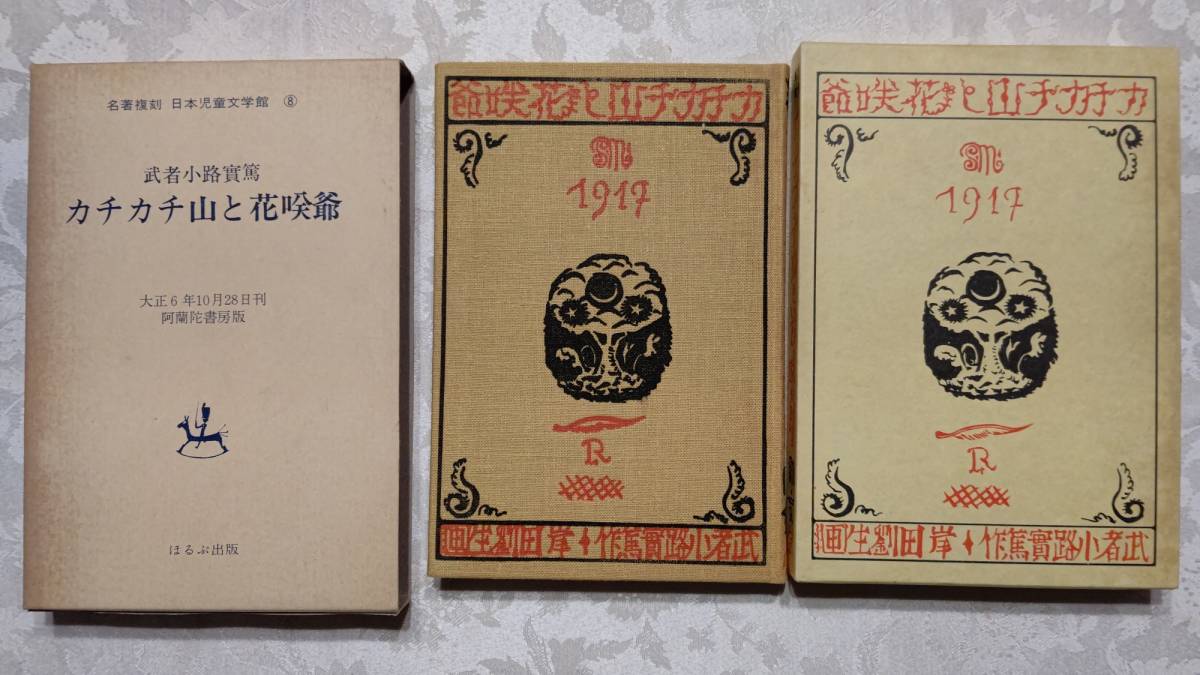 名著複刻 日本児童文学館 ⑧
武者小路實篤
カチカチ山と花咲爺
大正6年10月28日刊
阿蘭陀書房版
ほるぷ出版
カチカチ山と花咲爺
1917
R
武者小路實篤作✦岸田劉生画
カチカチ山と花咲爺
1917
R
武者小路實篤作✦岸田劉生画